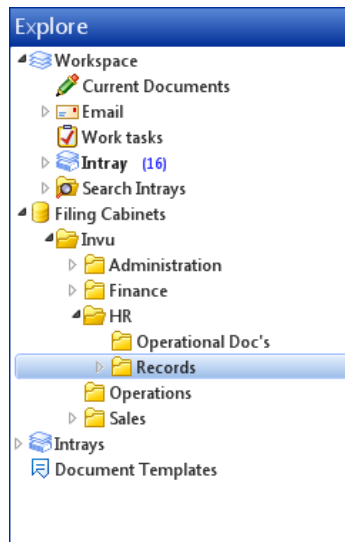 Explore
Workspace
Current Documents
Email
Work tasks
Intray (16)
Search Intrays
Filing Cabinets
Invu
Administration
Finance
HR
Operational Doc's
Records
Operations
Sales
Intrays
Document Templates